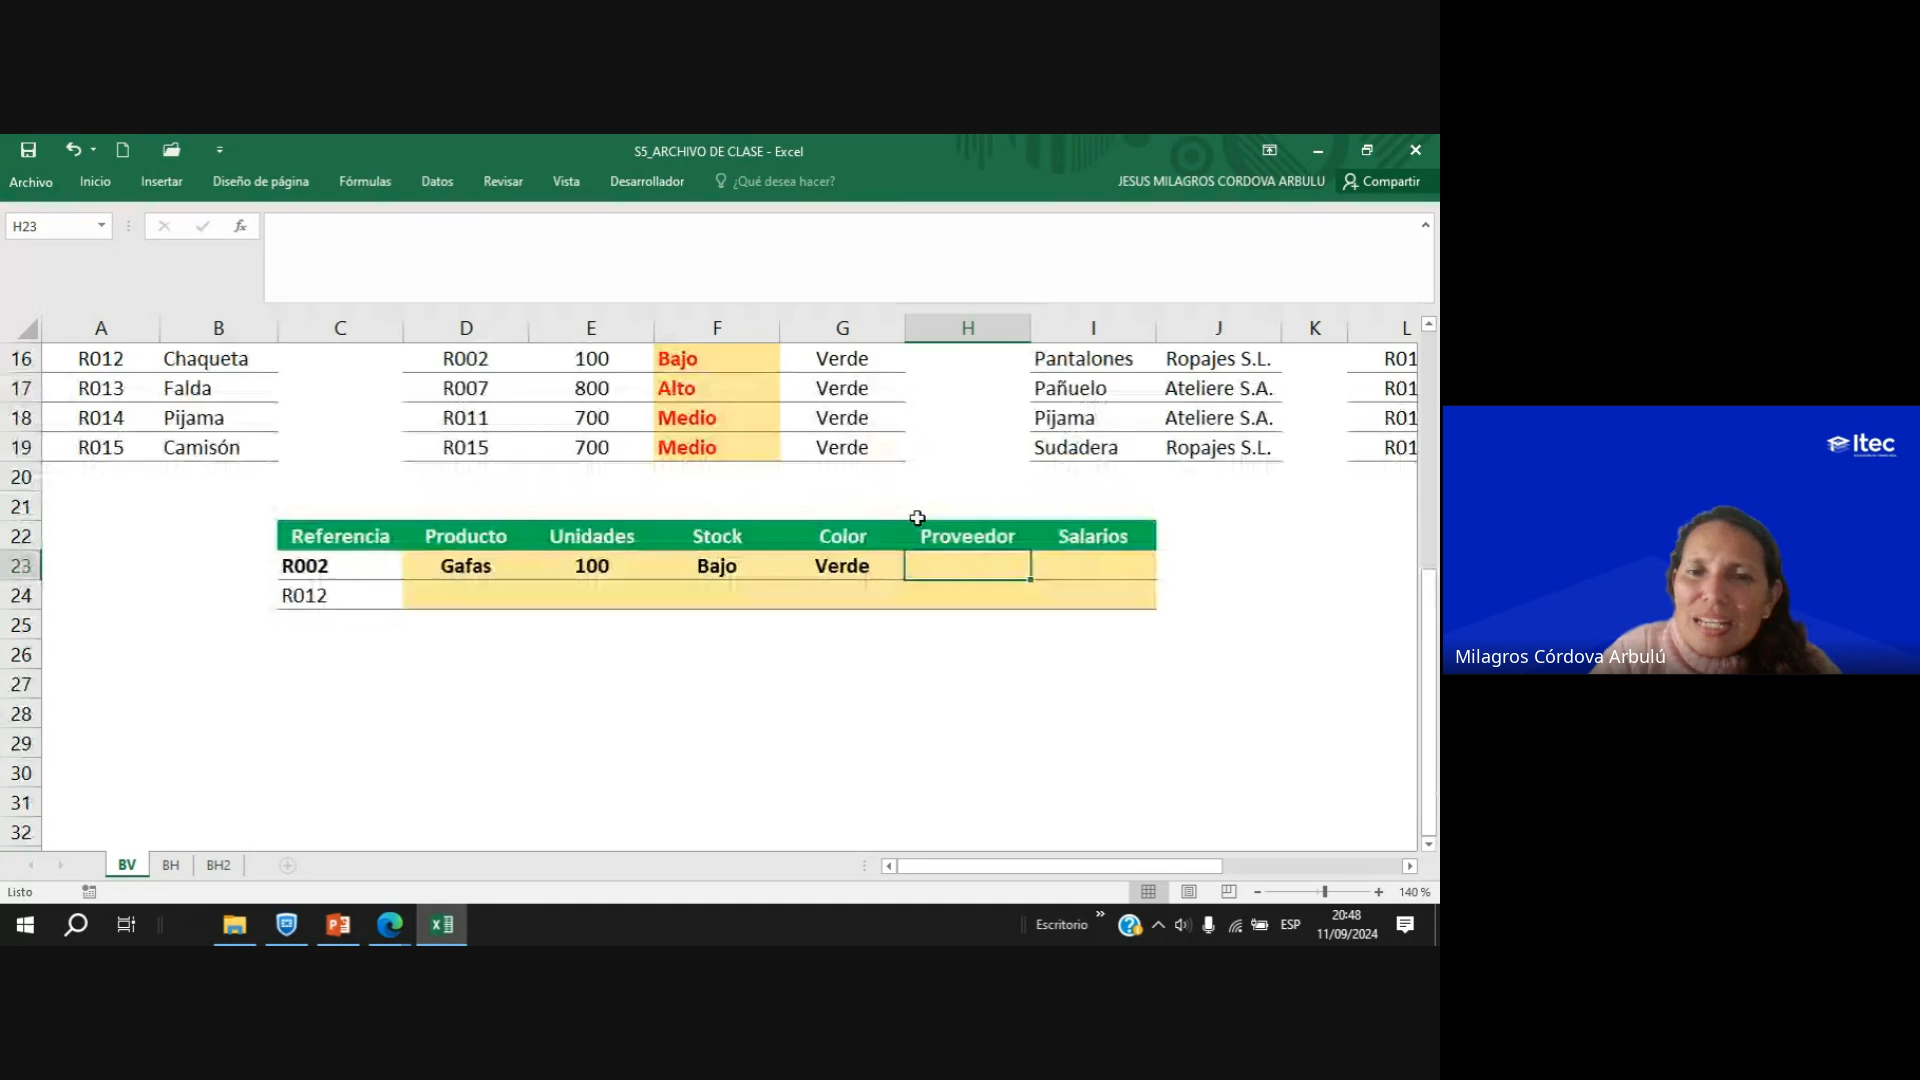 S5_ARCHIVO DE CLASE - Excel
Archivo Inicio Insertar Diseño de página Fórmulas Datos Revisar Vista Desarrollador ¿Qué desea hacer? JESUS MILAGROS CORDOVA ARBULU Compartir
H23 fx
A B C D E F G H I J K L
16 R012 Chaqueta R002 100 Bajo Verde Pantalones Ropajes S.L. R01
17 R013 Falda R007 800 Alto Verde Pañuelo Ateliere S.A. R01
18 R014 Pijama R011 700 Medio Verde Pijama Ateliere S.A. R01
19 R015 Camisón R015 700 Medio Verde Sudadera Ropajes S.L. R01
20
21
22 Referencia Producto Unidades Stock Color Proveedor Salarios
23 R002 Gafas 100 Bajo Verde
24 R012
25
26
27
28
29
30
31
32
BV BH BH2
Listo 140 %
Escritorio » ESP 20:48
11/09/2024
Itec
Milagros Córdova Arbulú